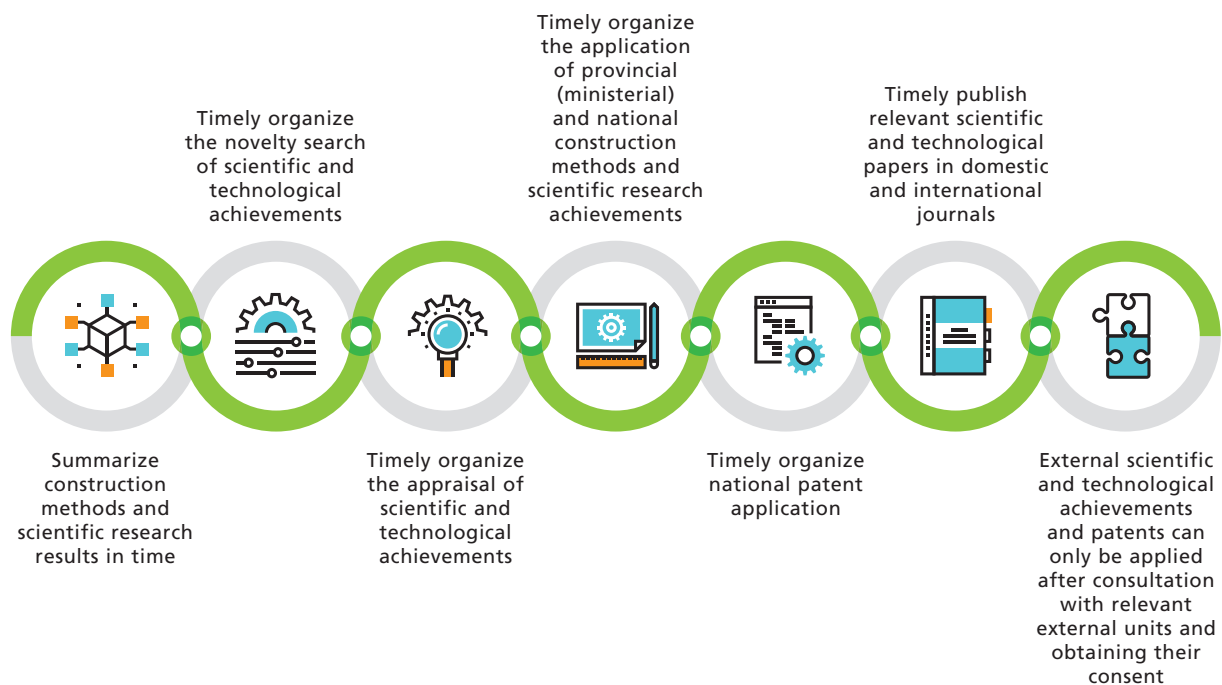 Summarize
construction
methods and
scientific research
results in time
Timely organize
the novelty search
of scientific and
technological
achievements
Timely organize
the appraisal of
scientific and
technological
achievements
Timely organize
the application
of provincial
(ministerial)
and national
construction
methods and
scientific research
achievements
Timely organize
national patent
application
Timely publish
relevant scientific
and technological
papers in domestic
and international
journals
External scientific
and technological
achievements
and patents can
only be applied
after consultation
with relevant
external units and
obtaining their
consent